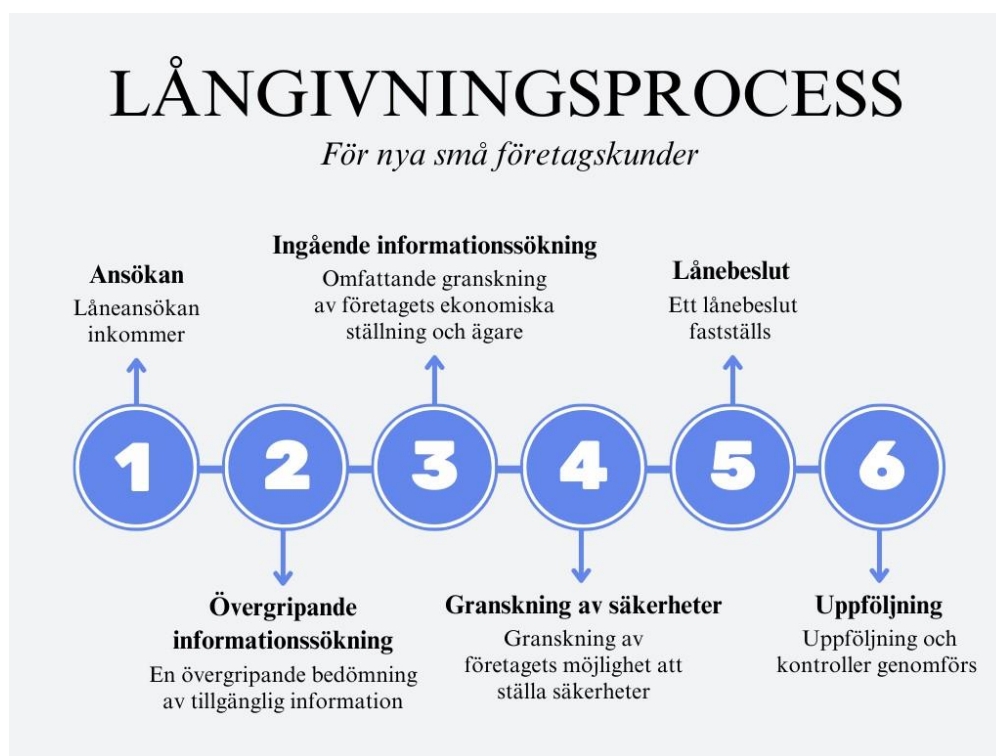 LÅNGIVNINGSPROCESS
För nya små företagskunder
1
Ansökan
Låneansökan
inkommer
2
Övergripande
informationssökning
En övergripande bedömning
av tillgänglig information
3
Ingående informationssökning
Omfattande granskning
av företagets ekonomiska
ställning och ägare
4
Granskning av säkerheter
Granskning av
företagets möjlighet att
ställa säkerheter
5
Lånebeslut
Ett lånebeslut
fastställs
6
Uppföljning
Uppföljning och
kontroller genomförs